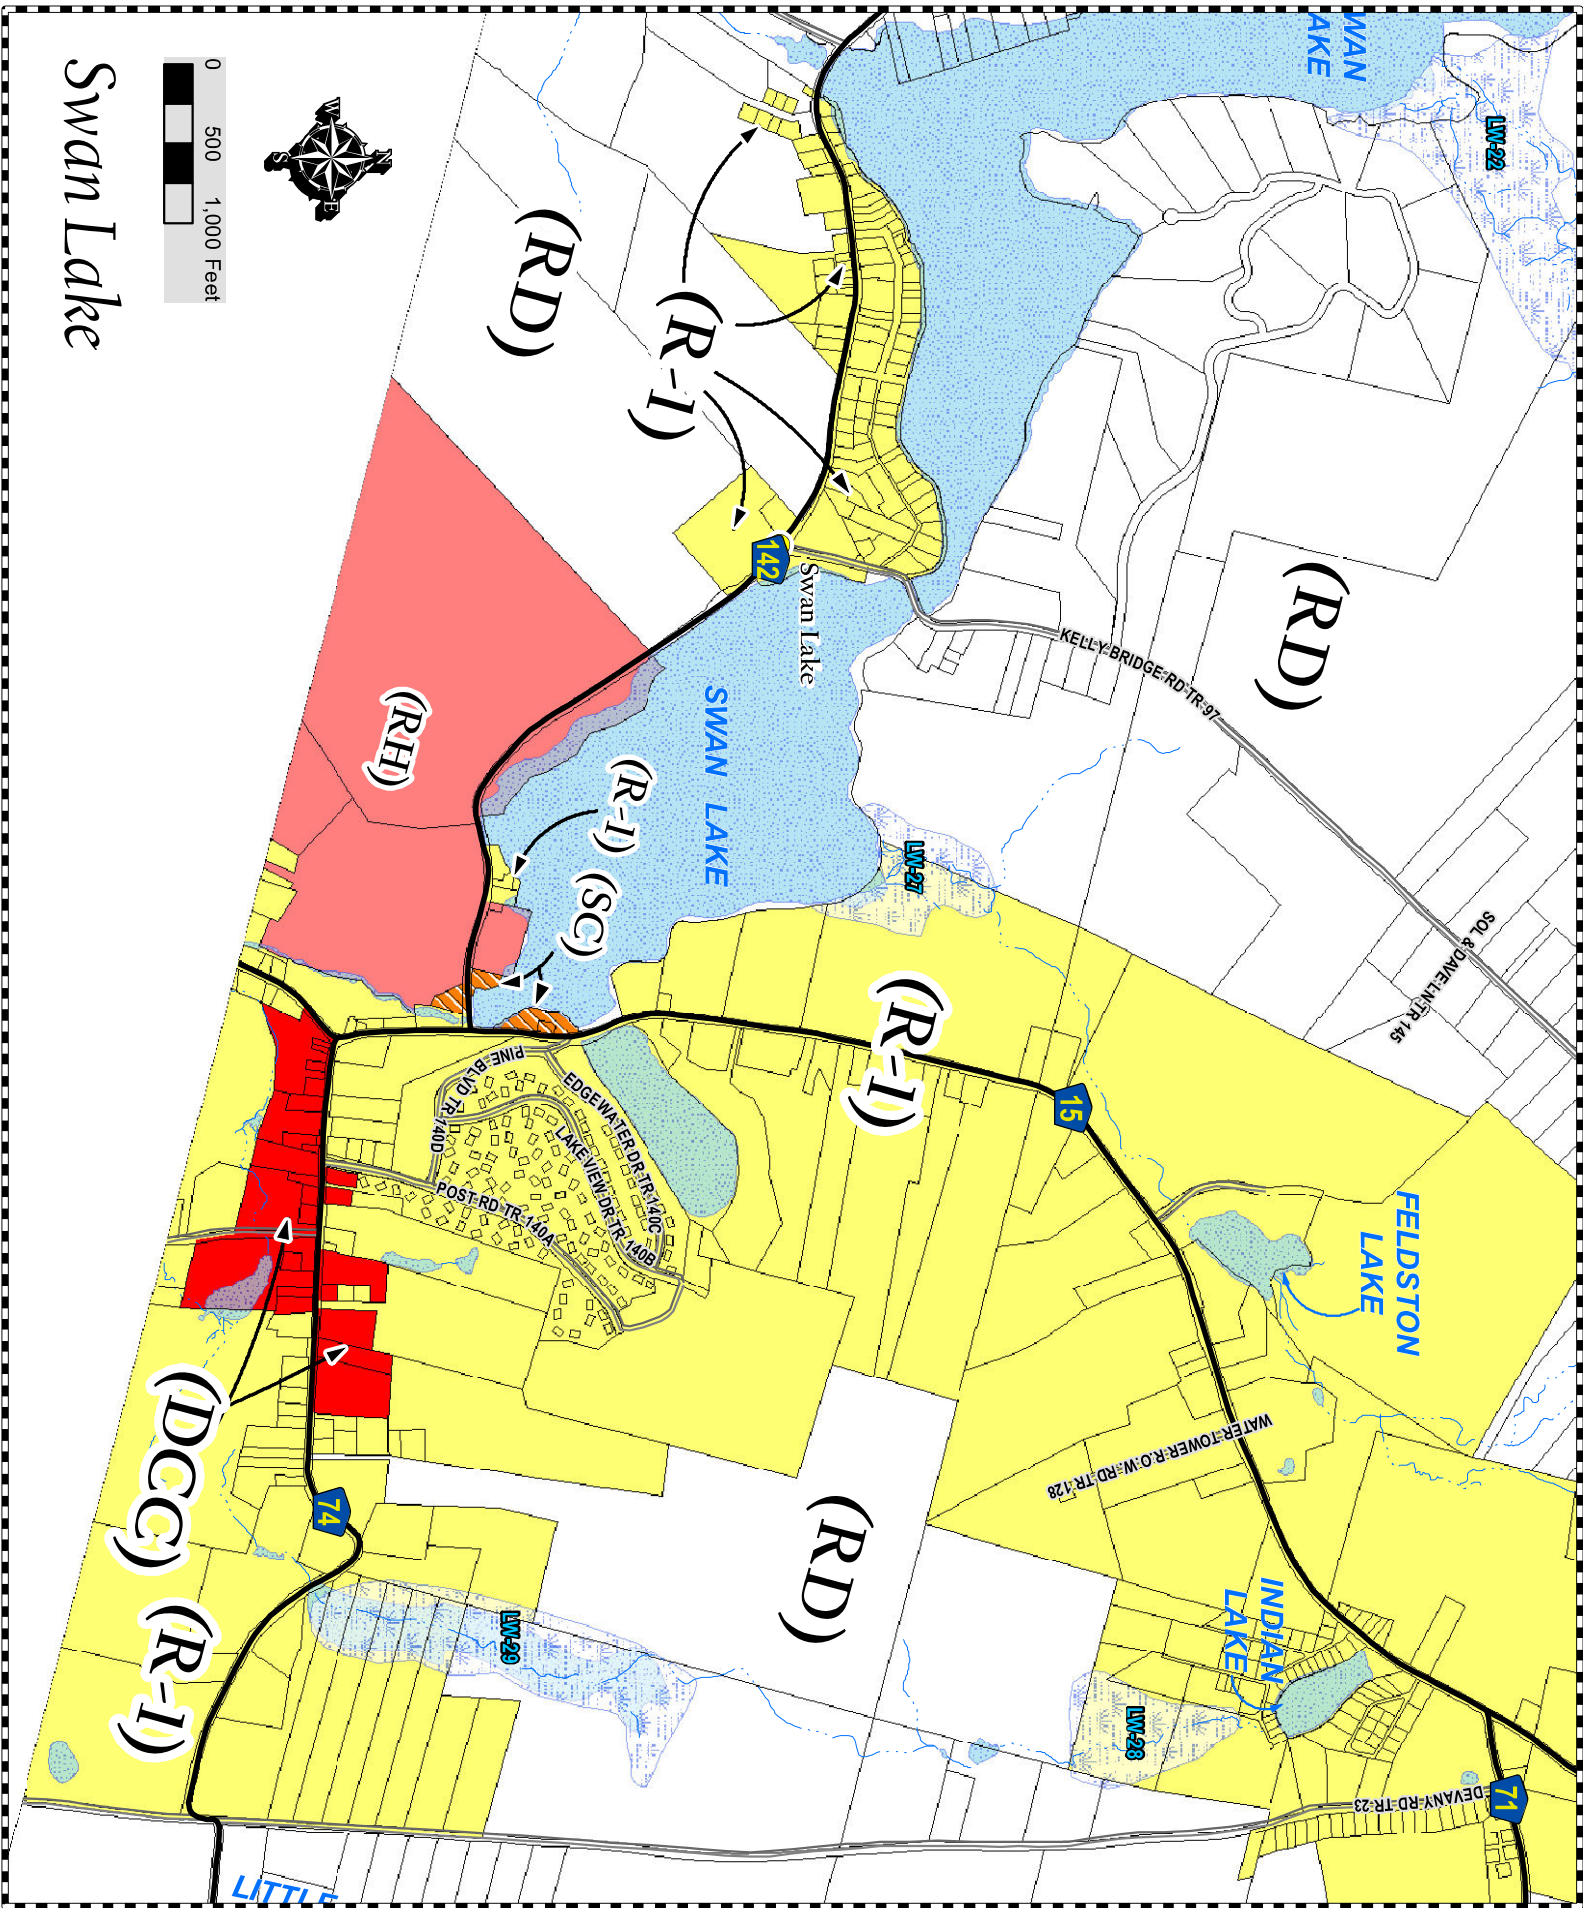 SWAN
LAKE
LW-22
(RD)
KELLY BRIDGE RD TR 97
SOL & DAVE LN TR 145
FELDSTON
LAKE
INDIAN
LAKE
71
DEVANY RD TR 23
WATER TOWER R.O.W. RD TR 128
LW-28
15
(R-1)
LW-27
(RD)
Swan Lake
SWAN LAKE
142
(R-1)
(RD)
(R-1)
(SC)
(RH)
EDGEWATER DR TR 140C
LAKE VIEW DR TR 140B
PINE BLVD TR 140D
POST RD TR 140A
LW-29
74
(DCC)
(R-1)
LITTLE
N
W
E
S
0 500 1,000 Feet
Swan Lake